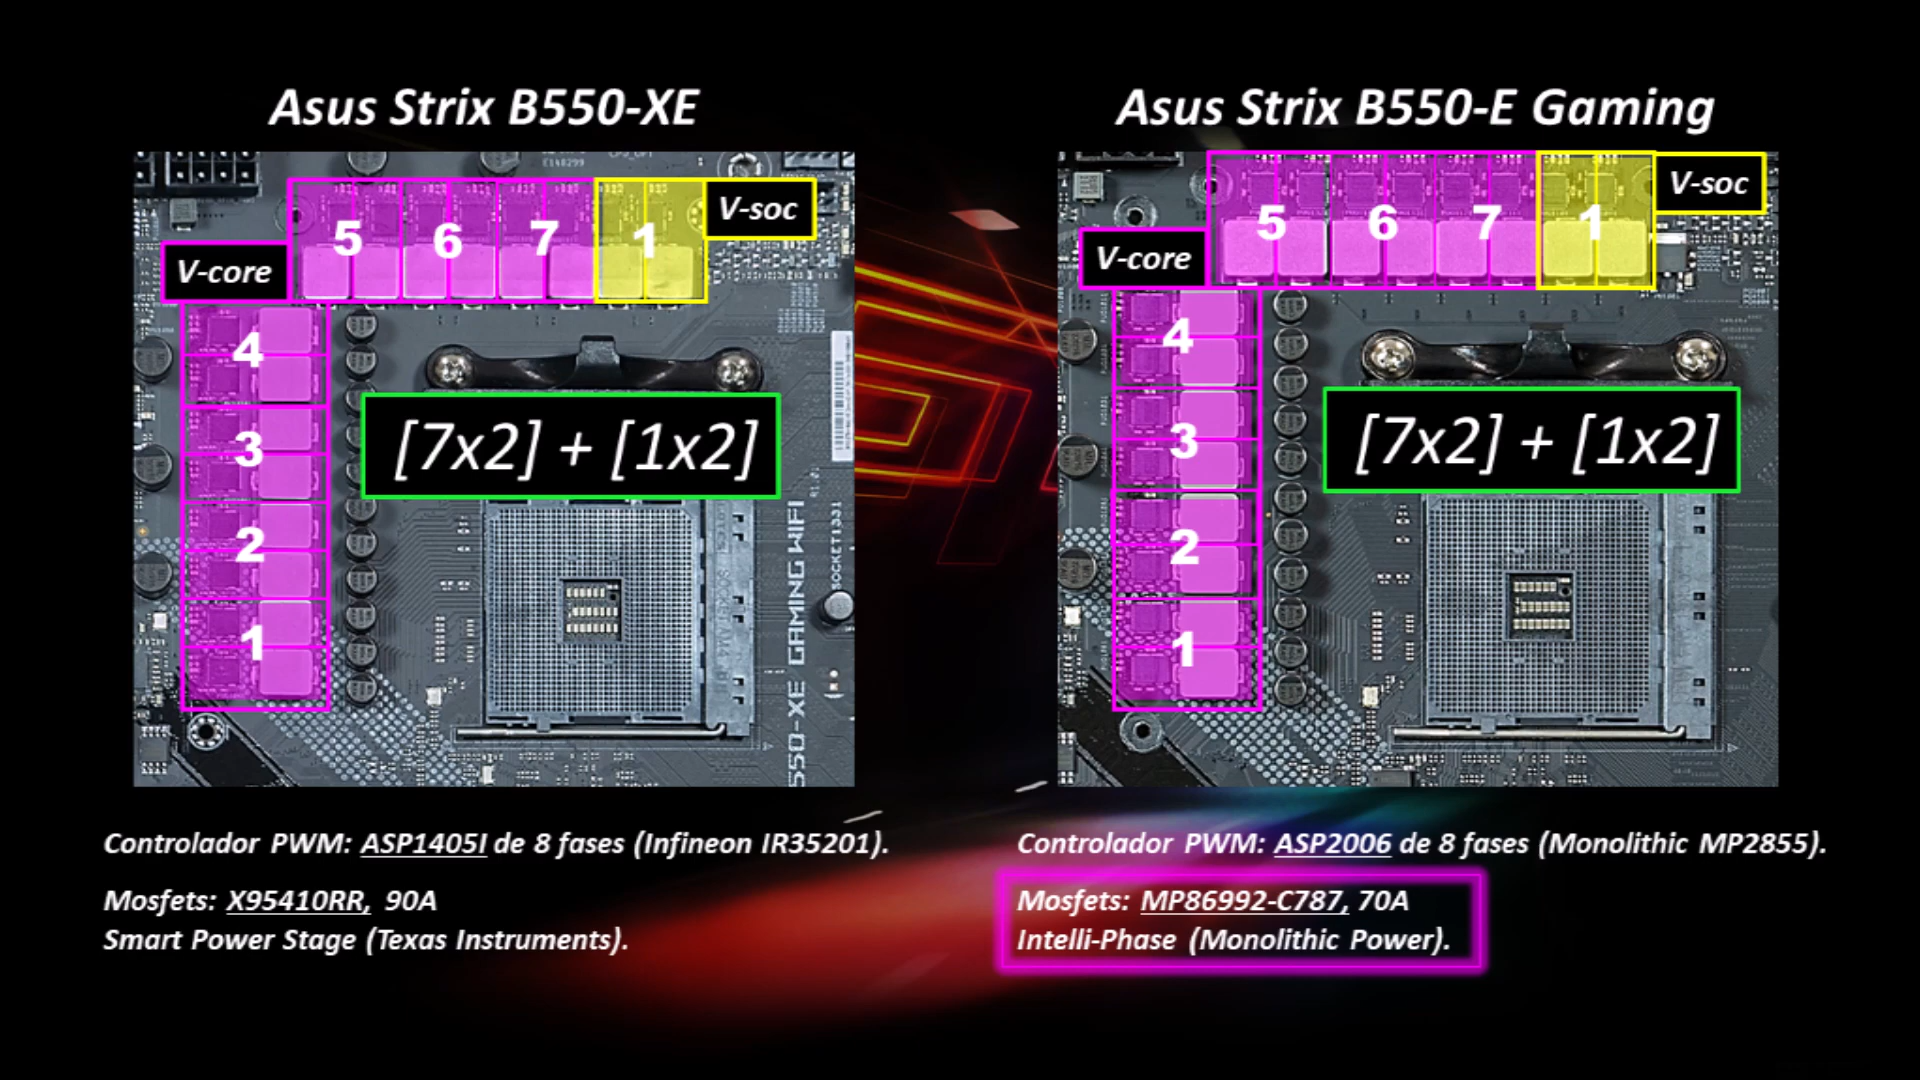 Asus Strix B550-XE
Asus Strix B550-E Gaming
E148299
V-core
5
6
7
1
V-soc
4
3
2
1
[7x2] + [1x2]
SOCKET1331
550-XE GAMING WIFI
V-core
5
6
7
1
V-soc
4
3
2
1
[7x2] + [1x2]
Controlador PWM: ASP1405I de 8 fases (Infineon IR35201).
Mosfets: X95410RR, 90A
Smart Power Stage (Texas Instruments).
Controlador PWM: ASP2006 de 8 fases (Monolithic MP2855).
Mosfets: MP86992-C787, 70A
Intelli-Phase (Monolithic Power).